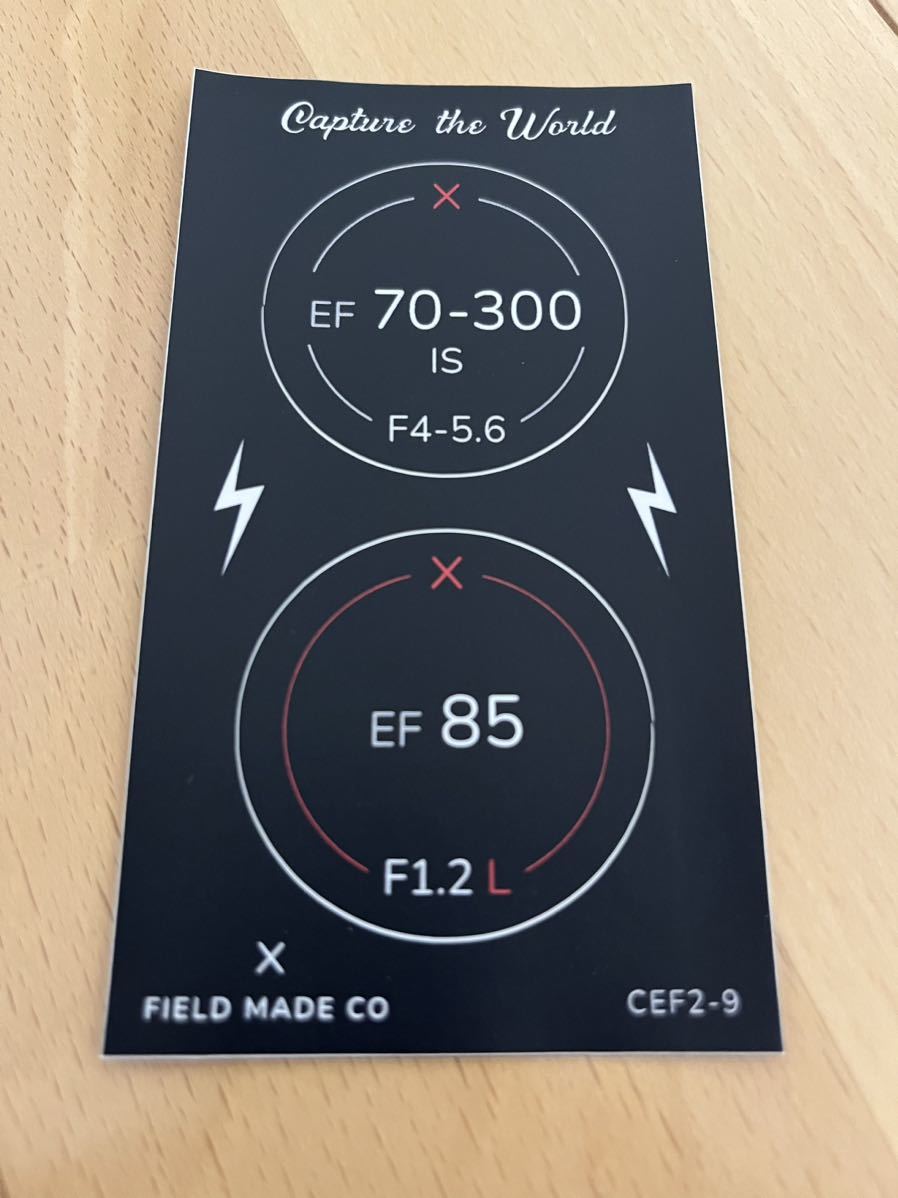 Capture the World
X
EF 70-300
IS
F4-5.6
X
EF 85
F1.2 L
X
FIELD MADE CO
CEF2-9